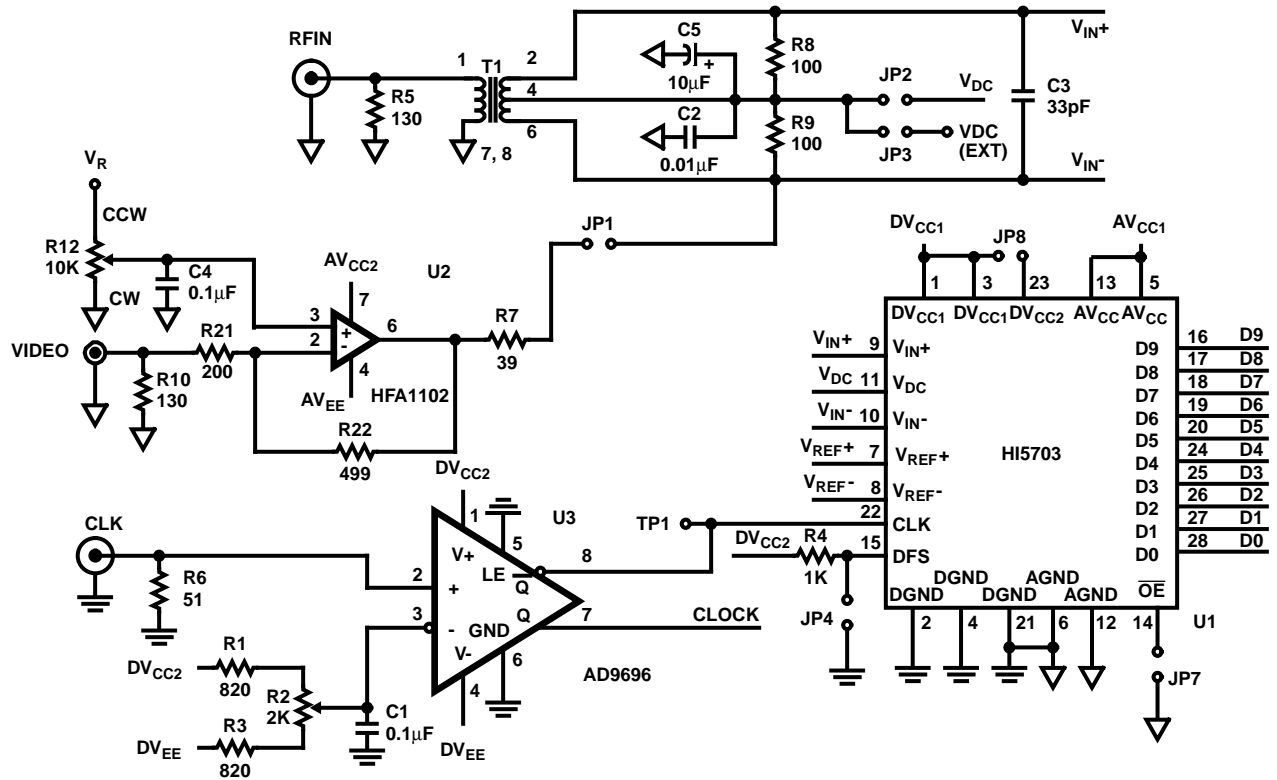 RFIN
1
T1
2
4
6
7, 8
R5
130
C5
+
10µF
C2
0.01µF
R8
100
R9
100
JP2
VDC
JP3
VDC
(EXT)
C3
33pF
VIN+
VIN-
VR
CCW
R12
10K
CW
C4
0.1µF
VIDEO
R10
130
R21
200
AVCC2
U2
7
3
+
2
-
6
4
AVEE
HFA1102
R22
499
R7
39
JP1
CLK
R6
51
DVCC2
1
U3
5
V+
LE
Q
8
2
+
3
-
GND
Q
7
CLOCK
V-
6
4
AD9696
DVEE
DVCC2
R1
820
R2
2K
DVEE
R3
820
C1
0.1µF
TP1
DVCC2
R4
1K
JP4
DVCC1
JP8
AVCC1
1
3
23
13
5
DVCC1
DVCC1
DVCC2
AVCC
AVCC
VIN+
9
VIN+
VDC
11
VDC
VIN-
10
VIN-
VREF+
7
VREF+
VREF-
8
VREF-
22
CLK
15
DFS
HI5703
D9
16
D9
D8
17
D8
D7
18
D7
D6
19
D6
D5
20
D5
D4
24
D4
D3
25
D3
D2
26
D2
D1
27
D1
D0
28
D0
DGND
DGND
DGND
AGND
AGND
OE
2
4
21
6
12
14
U1
JP7